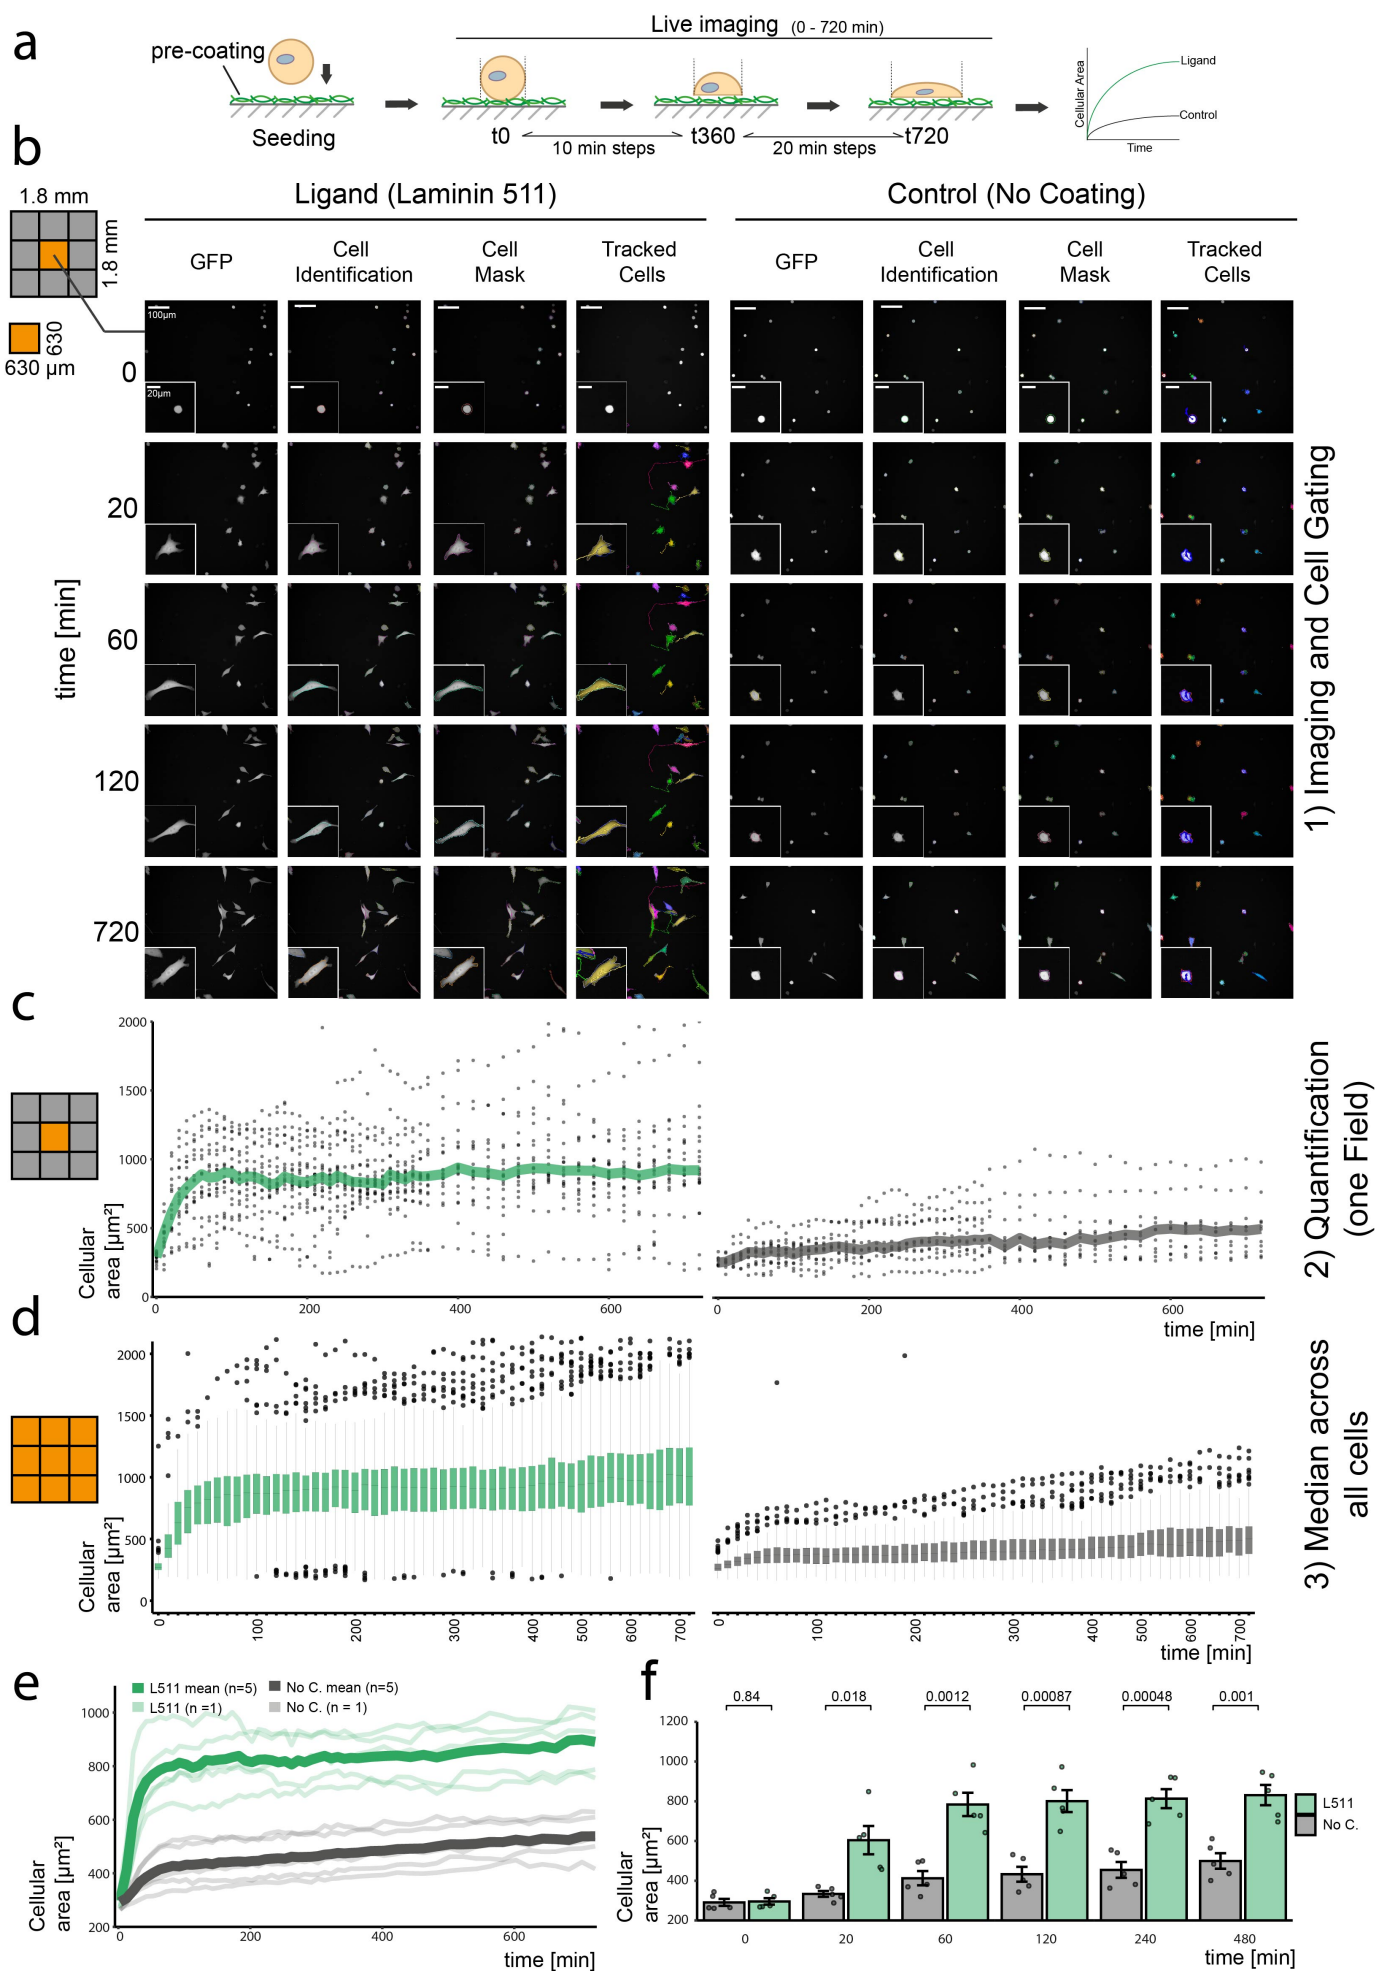 a
Live imaging (0 - 720 min)
pre-coating
Seeding
t0
10 min steps
t360
20 min steps
t720
Cellular Area
Time
Ligand
Control
b
1.8 mm
1.8 mm
630
630 µm
Ligand (Laminin 511)
Control (No Coating)
GFP
Cell
Identification
Cell
Mask
Tracked
Cells
GFP
Cell
Identification
Cell
Mask
Tracked
Cells
100µm
20µm
time [min]
0
20
60
120
720
1) Imaging and Cell Gating
c
Cellular
area [µm²]
2000
1500
1000
500
0
0 200 400 600
0 200 400 600
time [min]
2) Quantification
(one Field)
d
Cellular
area [µm²]
2000
1500
1000
500
0
0 100 200 300 400 500 600 700
0 100 200 300 400 500 600 700
time [min]
3) Median across
all cells
e
L511 mean (n=5)
No C. mean (n=5)
L511 (n =1)
No C. (n = 1)
Cellular
area [µm²]
1000
800
600
400
200
0 200 400 600
time [min]
f
0.84 0.018 0.0012 0.00087 0.00048 0.001
Cellular
area [µm²]
1200
1000
800
600
400
200
0 20 60 120 240 480
time [min]
L511
No C.